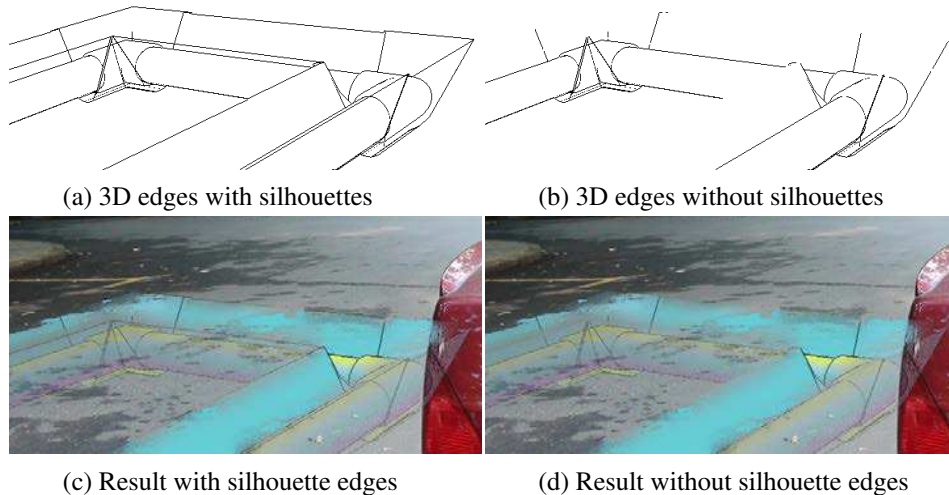 (a) 3D edges with silhouettes
(b) 3D edges without silhouettes
(c) Result with silhouette edges
(d) Result without silhouette edges